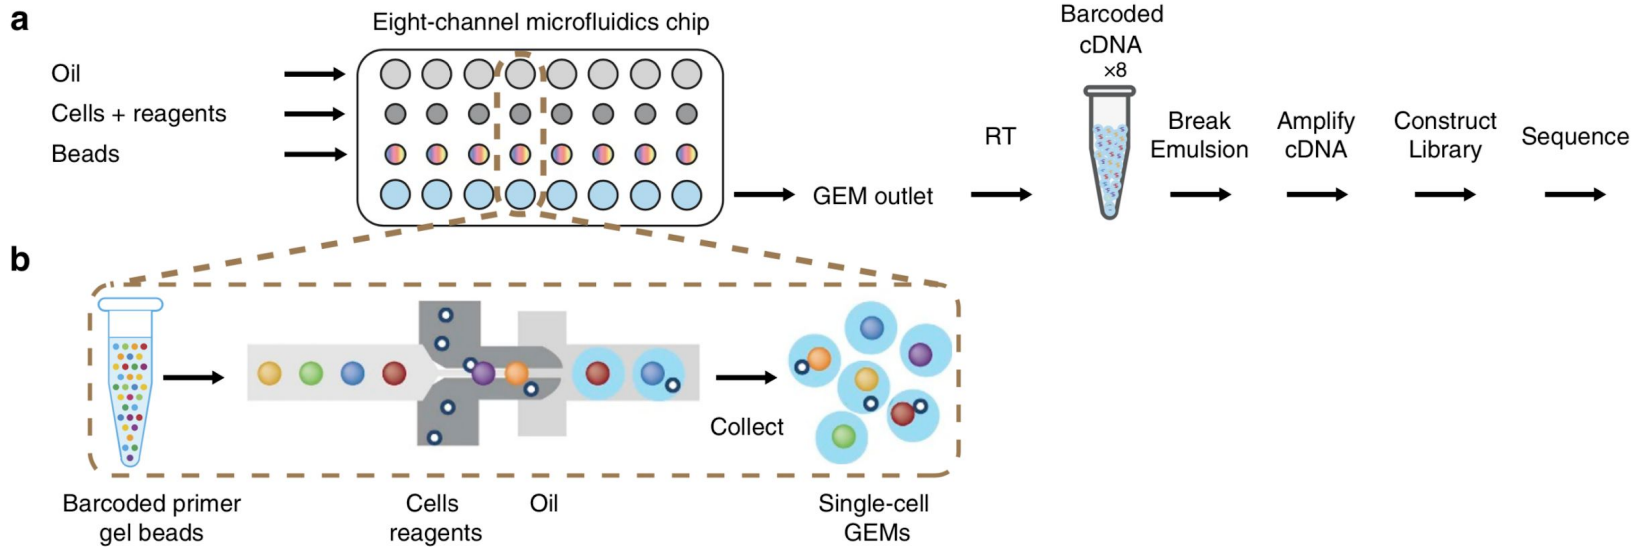 a
Eight-channel microfluidics chip
Oil
Cells + reagents
Beads
GEM outlet
RT
Barcoded
cDNA
×8
Break
Emulsion
Amplify
cDNA
Construct
Library
Sequence
b
Collect
Barcoded primer
gel beads
Cells
reagents
Oil
Single-cell
GEMs